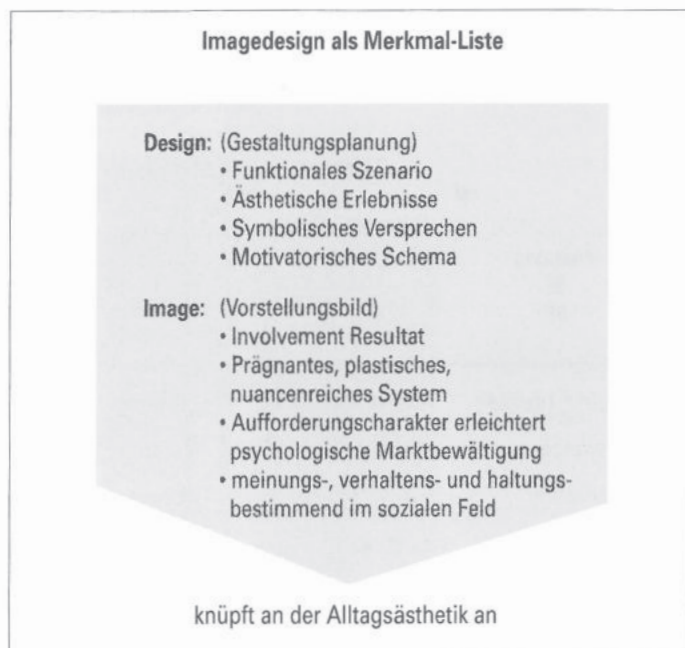 Imagedesign als Merkmal-Liste
Design: (Gestaltungsplanung)
• Funktionales Szenario
• Ästhetische Erlebnisse
• Symbolisches Versprechen
• Motivatorisches Schema
Image: (Vorstellungsbild)
• Involvement Resultat
• Prägnantes, plastisches,
nuancenreiches System
• Aufforderungscharakter erleichtert
psychologische Marktbewältigung
• meinungs-, verhaltens- und haltungs-
bestimmend im sozialen Feld
knüpft an der Alltagsästhetik an